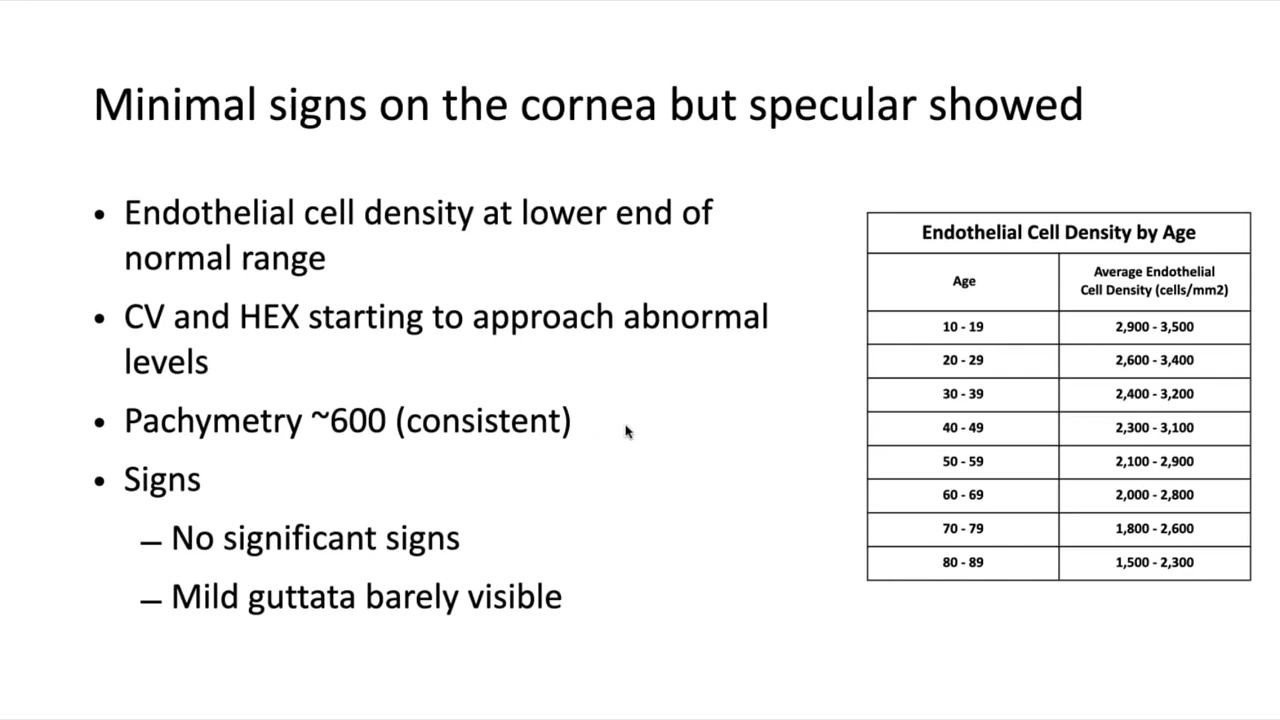 Minimal signs on the cornea but specular showed
• Endothelial cell density at lower end of
normal range
• CV and HEX starting to approach abnormal
levels
• Pachymetry ~600 (consistent)
• Signs
– No significant signs
– Mild guttata barely visible
Endothelial Cell Density by Age
Age
Average Endothelial
Cell Density (cells/mm2)
10 - 19 2,900 - 3,500
20 - 29 2,600 - 3,400
30 - 39 2,400 - 3,200
40 - 49 2,300 - 3,100
50 - 59 2,100 - 2,900
60 - 69 2,000 - 2,800
70 - 79 1,800 - 2,600
80 - 89 1,500 - 2,300